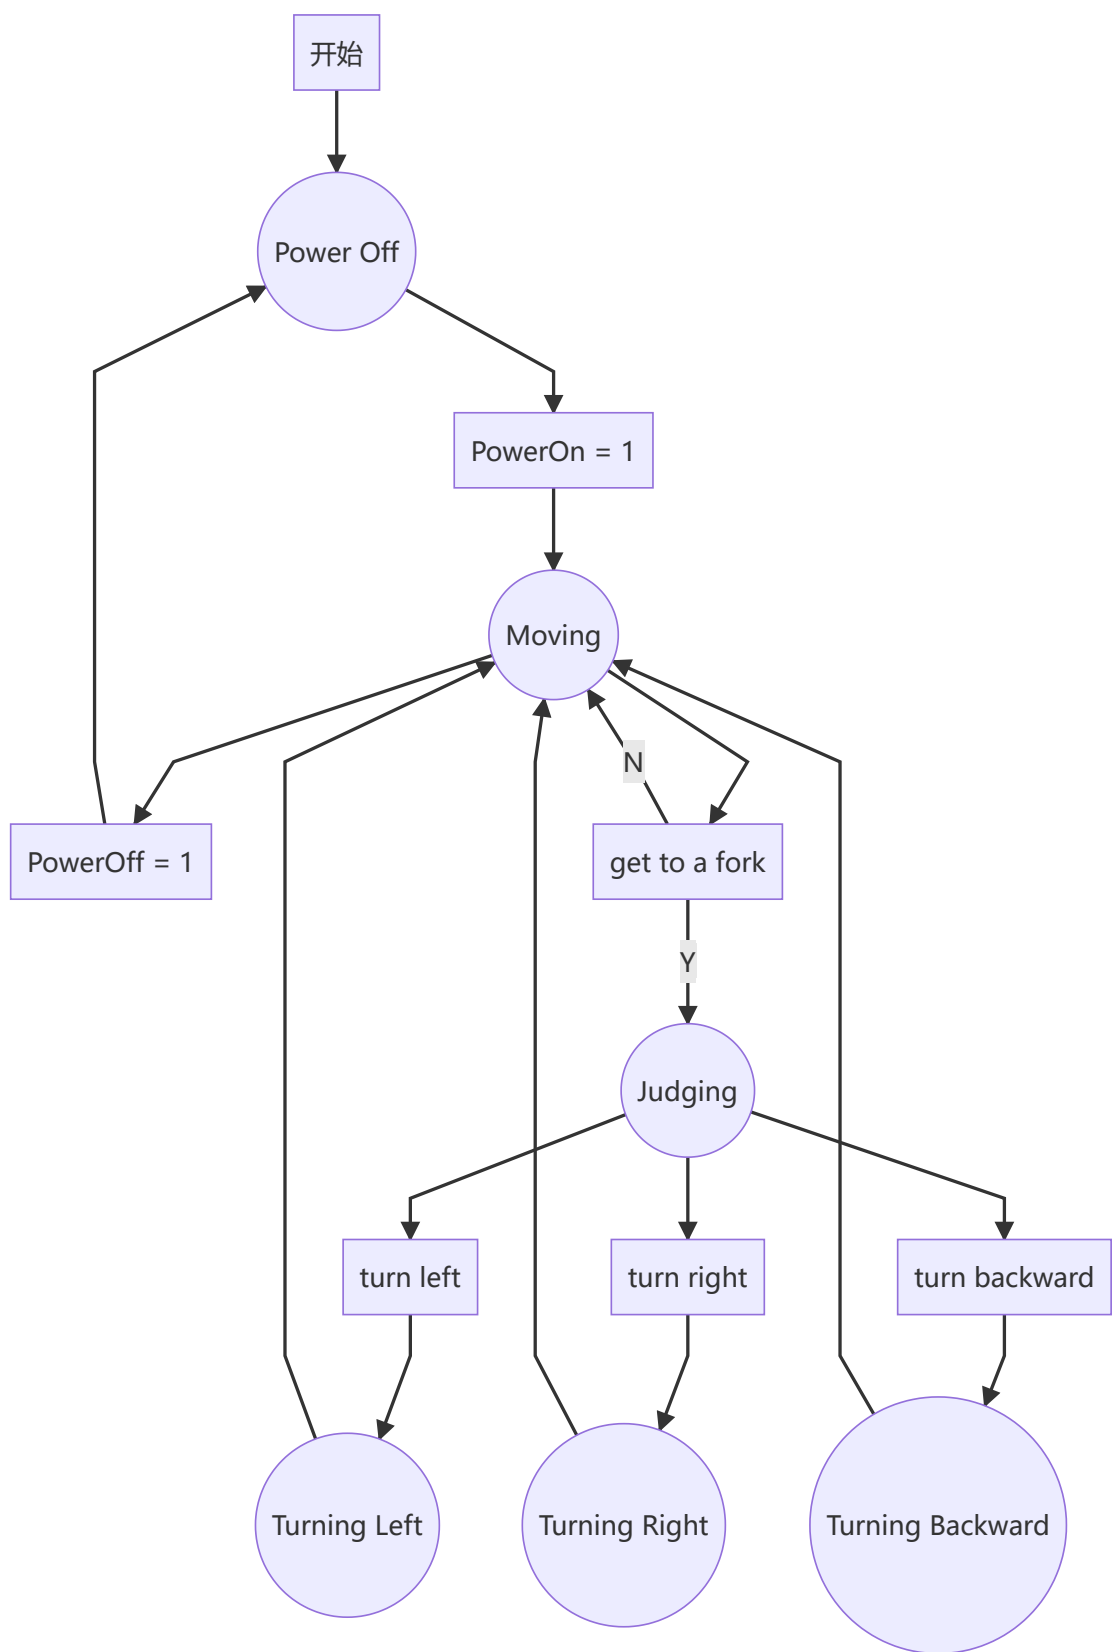 开始
Power Off
PowerOn = 1
Moving
N
PowerOff = 1
get to a fork
Y
Judging
turn left
turn right
turn backward
Turning Left
Turning Right
Turning Backward